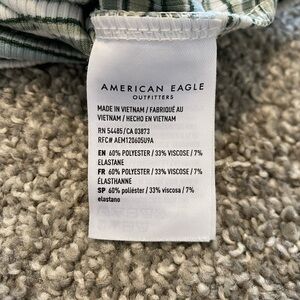 AMERICAN EAGLE
OUTFITTERS
MADE IN VIETNAM / FABRIQUÉ AU
VIETNAM / HECHO EN VIETNAM
RN 54485/CA 03873
RFC# AEM120605U9A
EN 60% POLYESTER / 33% VISCOSE / 7%
ELASTANE
FR 60% POLYESTER / 33% VISCOSE / 7%
ÉLASTHANNE
SP 60% poliéster / 33% viscosa / 7%
elastano